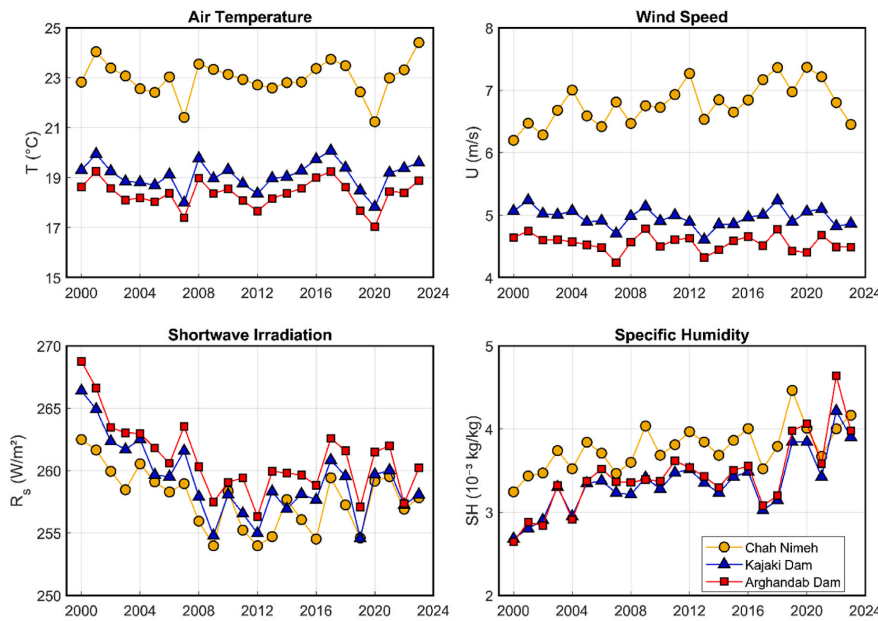 Air Temperature
Wind Speed
T (°C)
25
23
21
19
17
15
2000 2004 2008 2012 2016 2020 2024
U (m/s)
8
7
6
5
4
2000 2004 2008 2012 2016 2020 2024
Shortwave Irradiation
Specific Humidity
Rₛ (W/m²)
270
265
260
255
250
2000 2004 2008 2012 2016 2020 2024
SH (10⁻³ kg/kg)
5
4
3
2
Chah Nimeh
Kajaki Dam
Arghandab Dam
2000 2004 2008 2012 2016 2020 2024